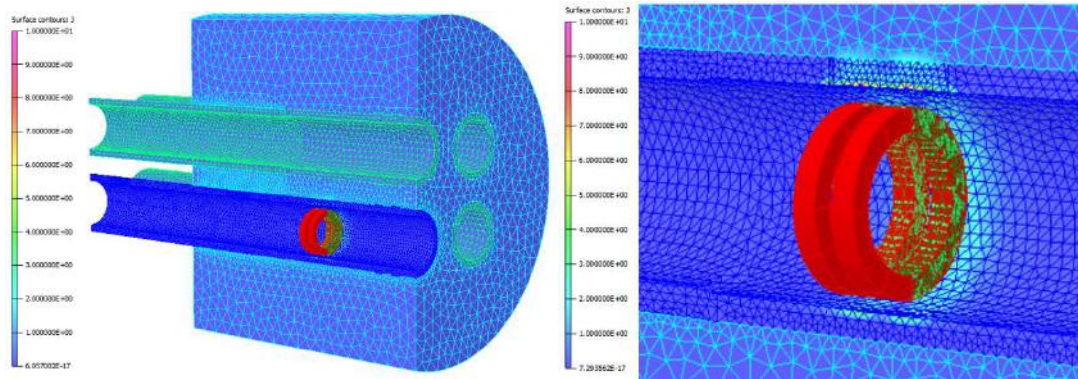 Surface contours: J
1.000000E+01
9.000000E+00
8.000000E+00
7.000000E+00
6.000000E+00
5.000000E+00
4.000000E+00
3.000000E+00
2.000000E+00
1.000000E+00
6.057002E-17
Surface contours: J
1.000000E+01
9.000000E+00
8.000000E+00
7.000000E+00
6.000000E+00
5.000000E+00
4.000000E+00
3.000000E+00
2.000000E+00
1.000000E+00
7.293562E-17